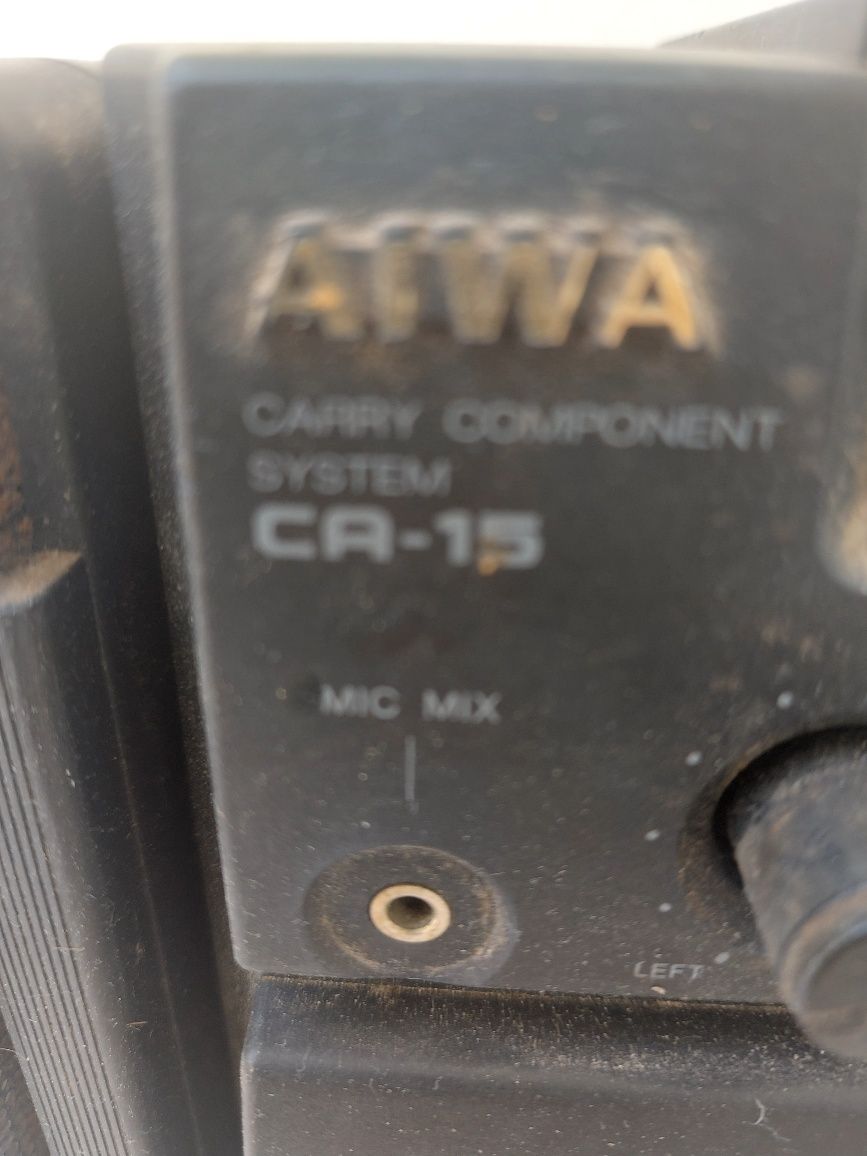 AIWA
CARRY COMPONENT
SYSTEM
CA-15
MIC MIX
LEFT